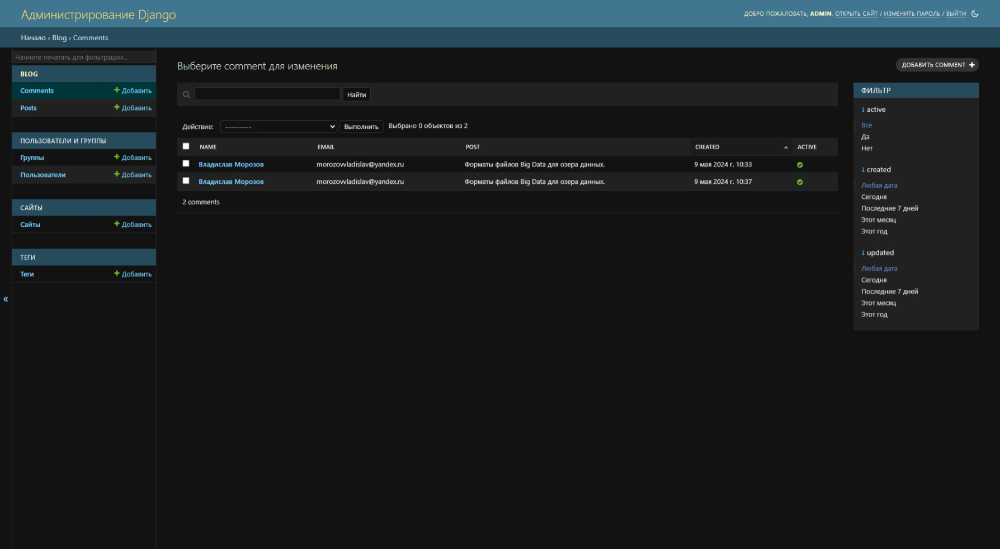 Администрирование Django
ДОБРО ПОЖАЛОВАТЬ, ADMIN. ОТКРЫТЬ САЙТ / ИЗМЕНИТЬ ПАРОЛЬ / ВЫЙТИ
Начало › Blog › Comments
Начните печатать для фильтрации...
BLOG
Comments + Добавить
Posts + Добавить
ПОЛЬЗОВАТЕЛИ И ГРУППЫ
Группы + Добавить
Пользователи + Добавить
САЙТЫ
Сайты + Добавить
ТЕГИ
Теги + Добавить
«
Выберите comment для изменения
ДОБАВИТЬ COMMENT +
Найти
Действие: --------- Выполнить Выбрано 0 объектов из 2
NAME EMAIL POST CREATED ACTIVE
Владислав Морозов morozovvladislav@yandex.ru Форматы файлов Big Data для озера данных. 9 мая 2024 г. 10:33
Владислав Морозов morozovvladislav@yandex.ru Форматы файлов Big Data для озера данных. 9 мая 2024 г. 10:37
2 comments
ФИЛЬТР
↓ active
Все
Да
Нет
↓ created
Любая дата
Сегодня
Последние 7 дней
Этот месяц
Этот год
↓ updated
Любая дата
Сегодня
Последние 7 дней
Этот месяц
Этот год